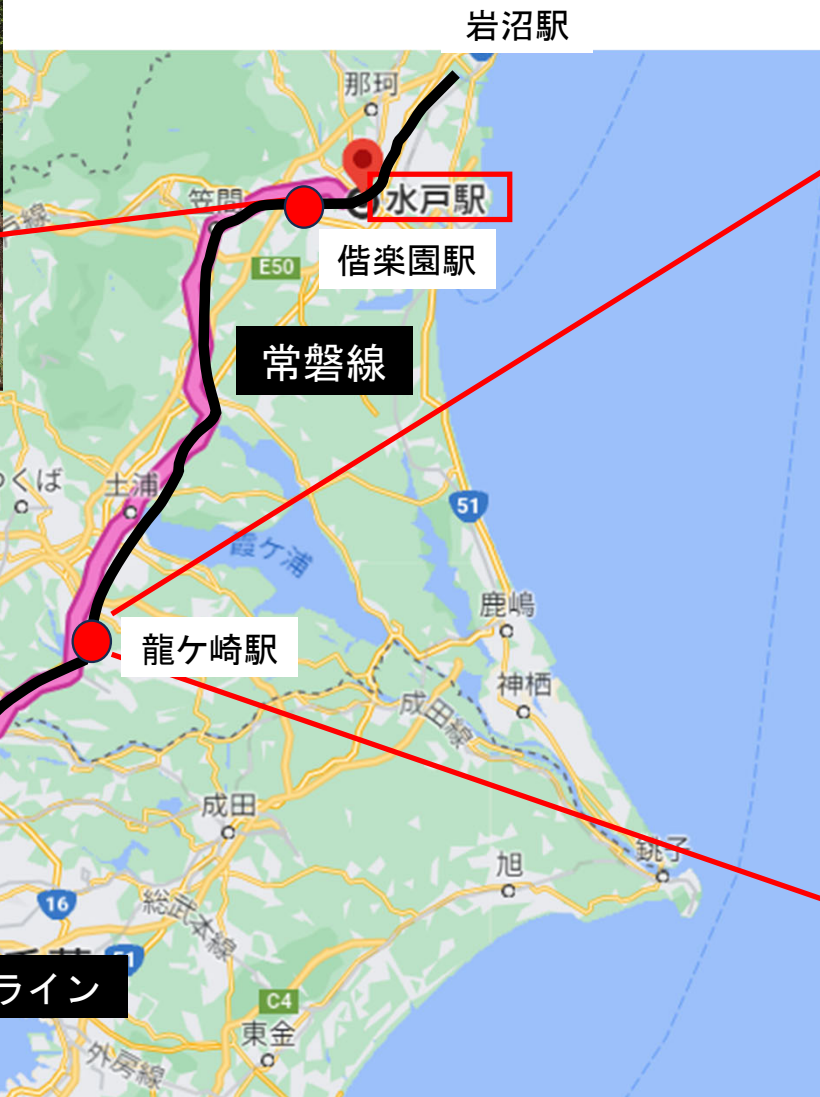 岩沼駅
那珂
笠間
水戸駅
偕楽園駅
E50
常磐線
くば
土浦
51
霞ケ浦
鹿嶋
龍ケ崎駅
神栖
成田線
成田
旭
銚子
16
総武本線
ライン
C4
東金
外房線